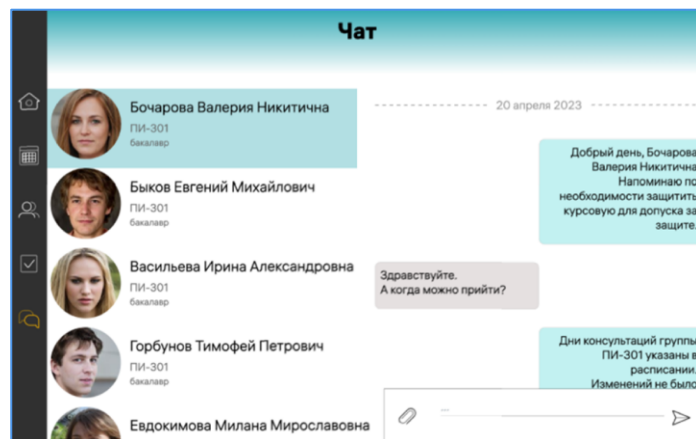 Чат
Бочарова Валерия Никитична
ПИ-301
бакалавр
Быков Евгений Михайлович
ПИ-301
бакалавр
Васильева Ирина Александровна
ПИ-301
бакалавр
Горбунов Тимофей Петрович
ПИ-301
бакалавр
Евдокимова Милана Мирославовна
20 апреля 2023
Добрый день, Бочарова
Валерия Никитична
Напоминаю по
необходимости защитить
курсовую для допуска за
защите.
Здравствуйте.
А когда можно прийти?
Дни консультаций группы
ПИ-301 указаны в
расписании.
Изменений не было
...